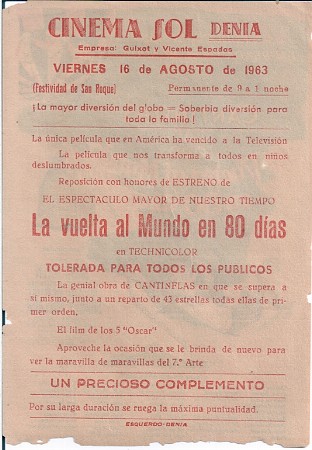 CINEMA SOL DENIA
Empresa: Guixot y Vicente Espadas
VIERNES 16 de AGOSTO de 1963
(Festividad de San Roque) Permanente de 9 a 1 noche
¡La mayor diversión del globo = Soberbia diversión para
toda la familia!
La única película que en América ha vencido a la Televisión
La película que nos transforma a todos en niños
deslumbrados.
Reposición con honores de ESTRENO de
EL ESPECTACULO MAYOR DE NUESTRO TIEMPO
La vuelta al Mundo en 80 días
en TECHNICOLOR
TOLERADA PARA TODOS LOS PUBLICOS
La genial obra de CANTINFLAS en que se supera a
sí mismo, junto a un reparto de 43 estrellas todas ellas de pri-
mer orden.
El film de los 5 "Oscar"
Aproveche la ocasión que se le brinda de nuevo para
ver la maravilla de maravillas del 7.º Arte
UN PRECIOSO COMPLEMENTO
Por su larga duración se ruega la máxima puntualidad.
ESQUERDO-DENIA